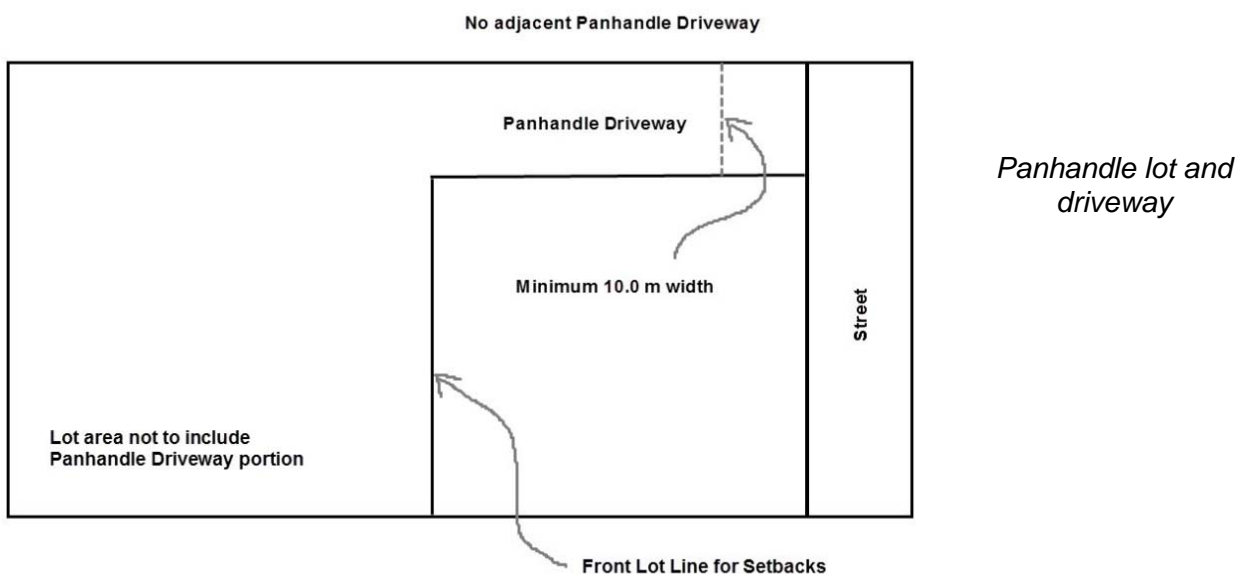 No adjacent Panhandle Driveway
Panhandle Driveway
Panhandle lot and
driveway
Minimum 10.0 m width
Street
Lot area not to include
Panhandle Driveway portion
Front Lot Line for Setbacks